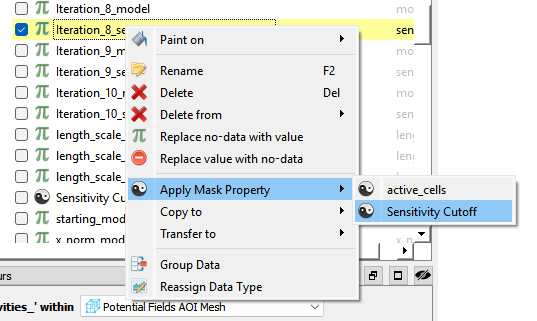 Iteration_8_model
mo
Iteration_8_se
sen
Iteration_9_m
mo
Iteration_9_se
sen
Iteration_10_
mo
Iteration_10_s
sen
length_scale_
len
length_scale_
len
length_scale_
len
Sensitivity Cu
starting_mod
x_norm_mode
x_n
Paint on
Rename F2
Delete Del
Delete from
Replace no-data with value
Replace value with no-data
Apply Mask Property
Copy to
Transfer to
Group Data
Reassign Data Type
active_cells
Sensitivity Cutoff
urs
vities_' within Potential Fields AOI Mesh